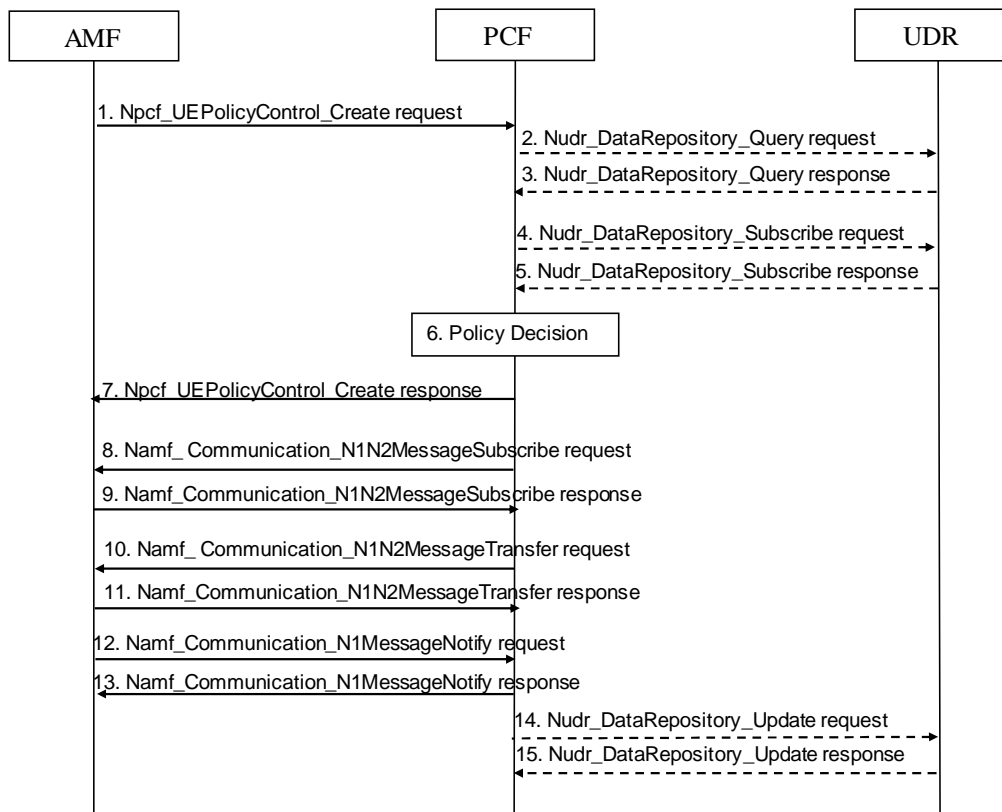 AMF
PCF
UDR
1. Npcf_UEPolicyControl_Create request
2. Nudr_DataRepository_Query request
3. Nudr_DataRepository_Query response
4. Nudr_DataRepository_Subscribe request
5. Nudr_DataRepository_Subscribe response
6. Policy Decision
7. Npcf_UEPolicyControl_Create response
8. Namf_ Communication_N1N2MessageSubscribe request
9. Namf_Communication_N1N2MessageSubscribe response
10. Namf_ Communication_N1N2MessageTransfer request
11. Namf_Communication_N1N2MessageTransfer response
12. Namf_Communication_N1MessageNotify request
13. Namf_Communication_N1MessageNotify response
14. Nudr_DataRepository_Update request
15. Nudr_DataRepository_Update response